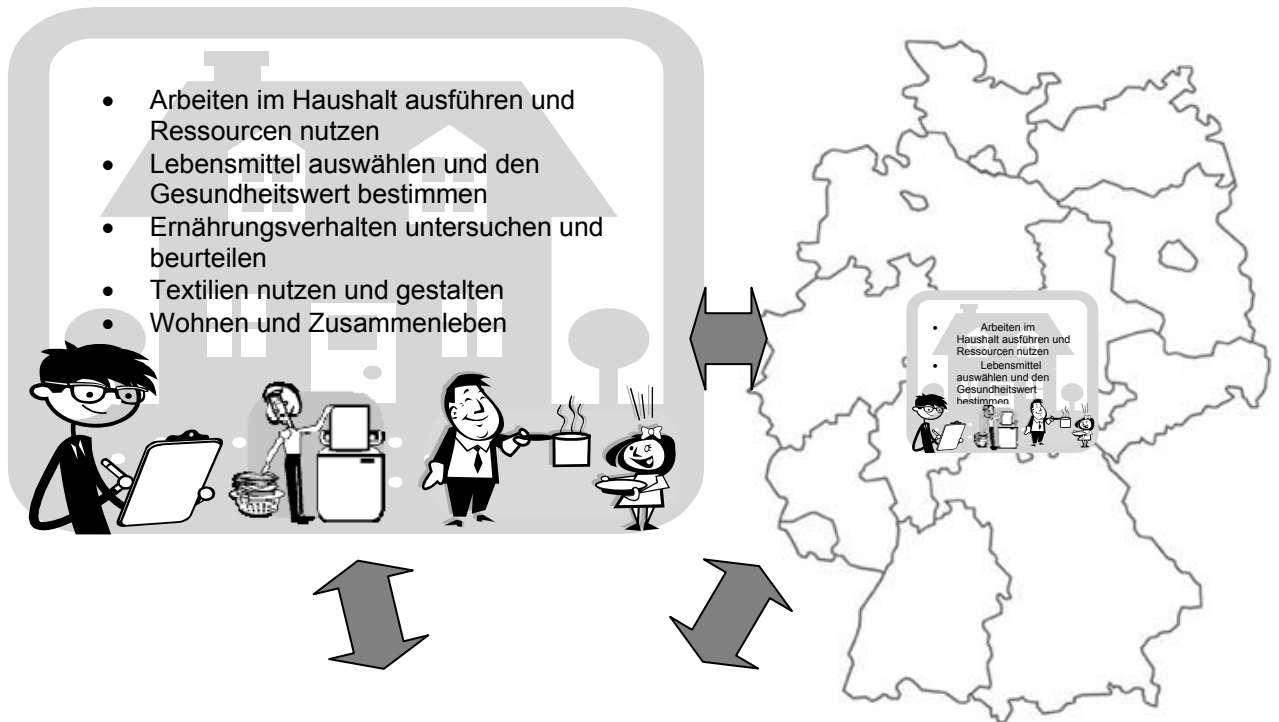 • Arbeiten im Haushalt ausführen und
Ressourcen nutzen
• Lebensmittel auswählen und den
Gesundheitswert bestimmen
• Ernährungsverhalten untersuchen und
beurteilen
• Textilien nutzen und gestalten
• Wohnen und Zusammenleben
• Arbeiten im
Haushalt ausführen und
Ressourcen nutzen
• Lebensmittel
auswählen und den
Gesundheitswert
bestimmen